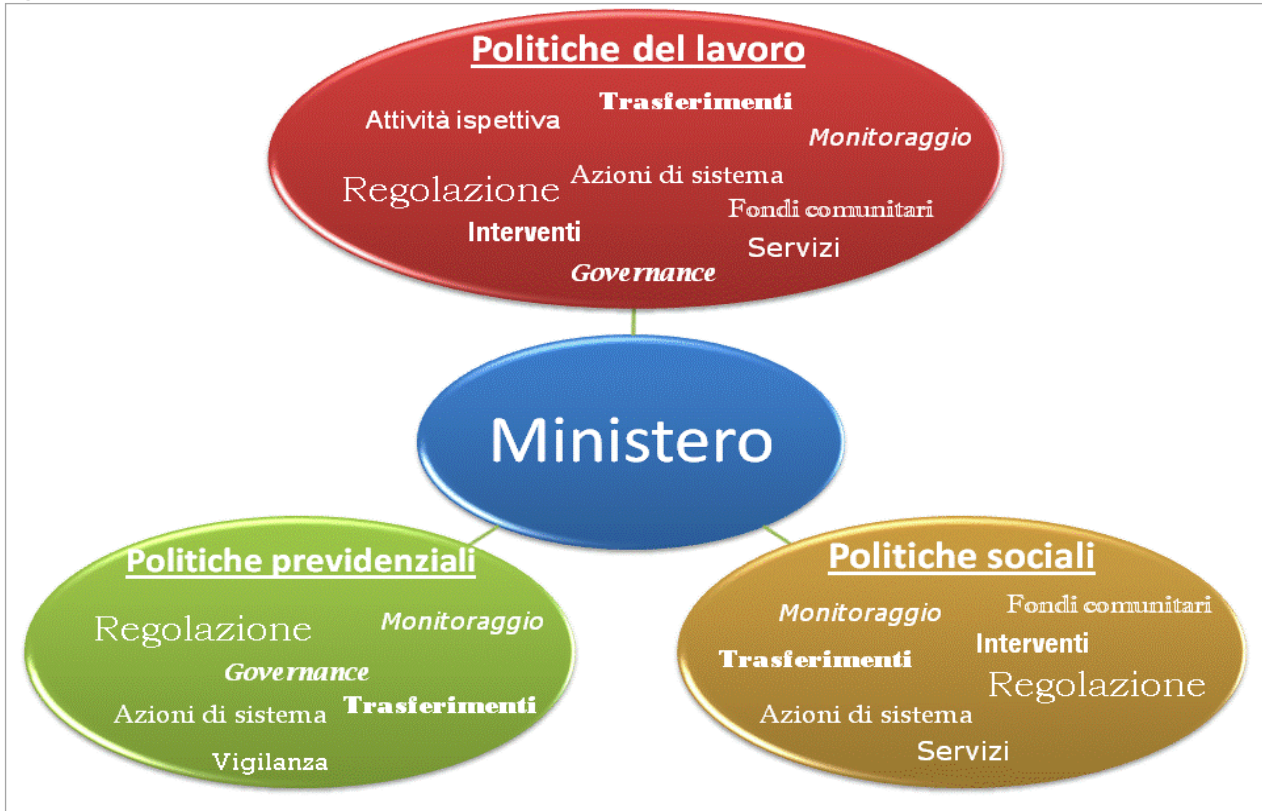 Politiche del lavoro
Trasferimenti
Attività ispettiva
Monitoraggio
Azioni di sistema
Regolazione
Fondi comunitari
Interventi
Servizi
Governance
Ministero
Politiche previdenziali
Regolazione
Monitoraggio
Governance
Azioni di sistema
Trasferimenti
Vigilanza
Politiche sociali
Monitoraggio
Fondi comunitari
Interventi
Trasferimenti
Regolazione
Azioni di sistema
Servizi